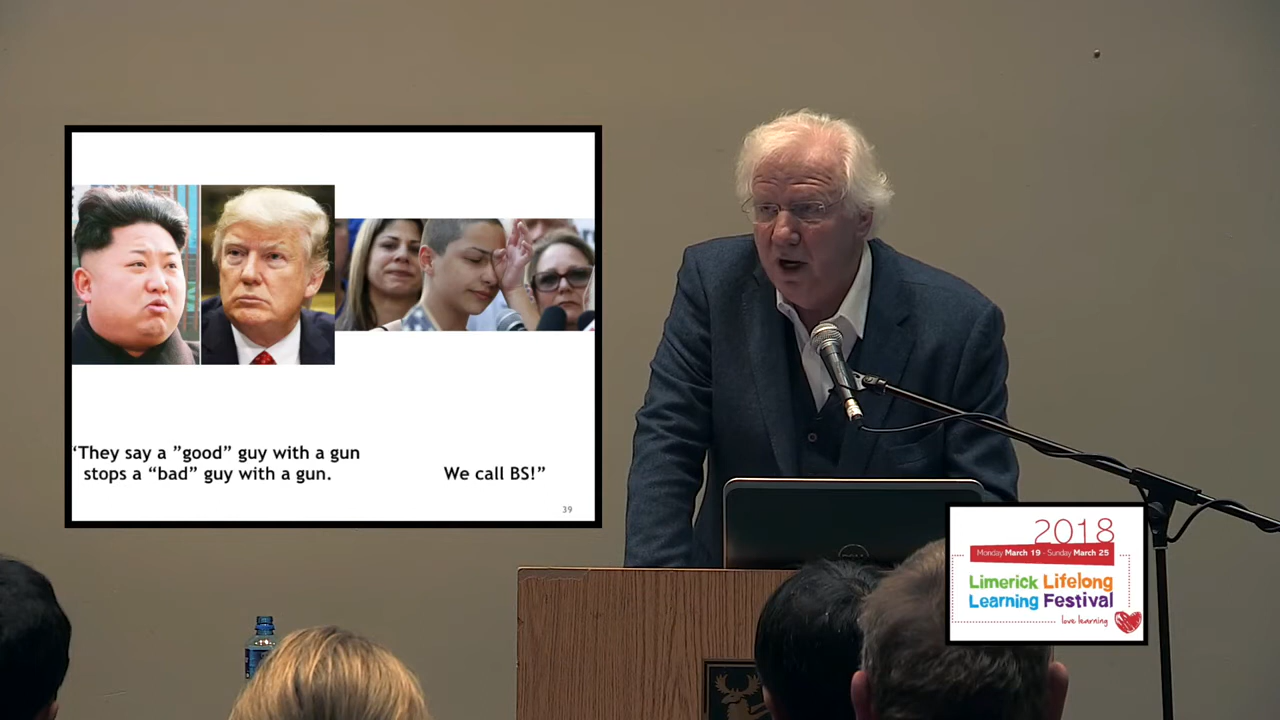 ‘They say a ”good” guy with a gun
stops a “bad” guy with a gun.
We call BS!”
39
2018
Monday March 19 - Sunday March 25
Limerick Lifelong
Learning Festival
love learning